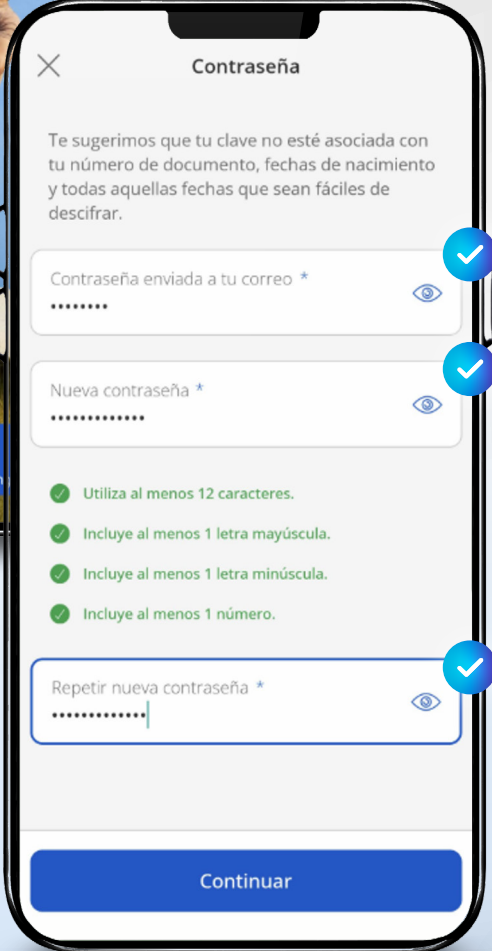 Contraseña
Te sugerimos que tu clave no esté asociada con
tu número de documento, fechas de nacimiento
y todas aquellas fechas que sean fáciles de
descifrar.
Contraseña enviada a tu correo *
••••••••
Nueva contraseña *
•••••••••••••
Utiliza al menos 12 caracteres.
Incluye al menos 1 letra mayúscula.
Incluye al menos 1 letra minúscula.
Incluye al menos 1 número.
Repetir nueva contraseña *
•••••••••••••
Continuar